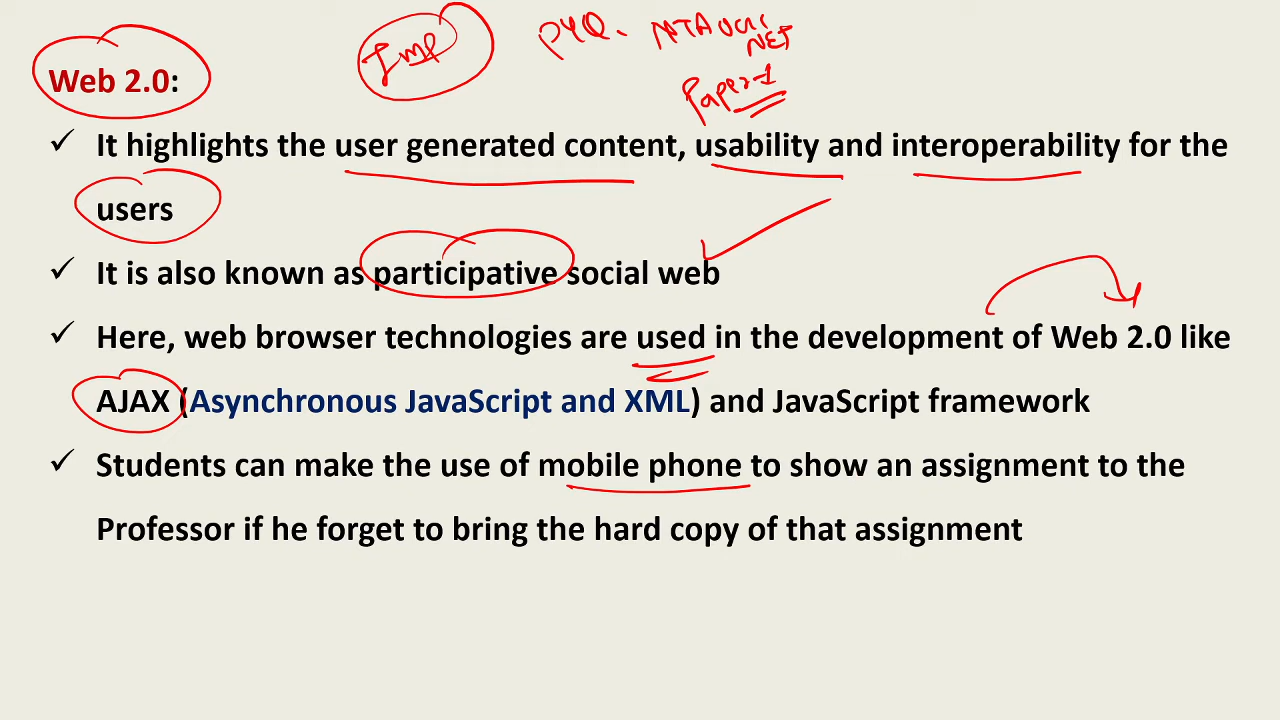 Imp
PYQ - NTA UGC
NET
Paper-1
Web 2.0:
✓ It highlights the user generated content, usability and interoperability for the
users
✓ It is also known as participative social web
✓ Here, web browser technologies are used in the development of Web 2.0 like
AJAX (Asynchronous JavaScript and XML) and JavaScript framework
✓ Students can make the use of mobile phone to show an assignment to the
Professor if he forget to bring the hard copy of that assignment